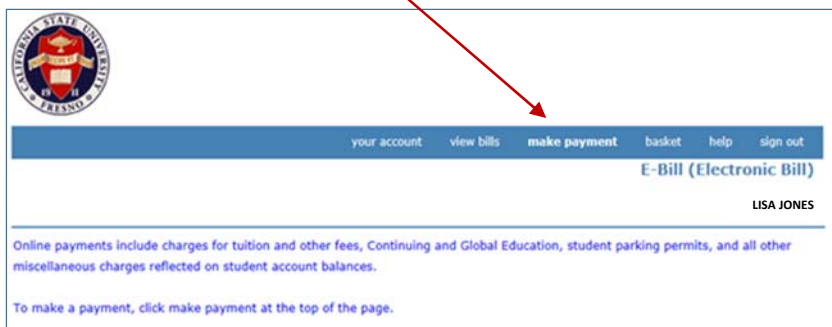 CALIFORNIA STATE UNIVERSITY
19 11
FRESNO
your account view bills make payment basket help sign out
E-Bill (Electronic Bill)
LISA JONES
Online payments include charges for tuition and other fees, Continuing and Global Education, student parking permits, and all other
miscellaneous charges reflected on student account balances.
To make a payment, click make payment at the top of the page.